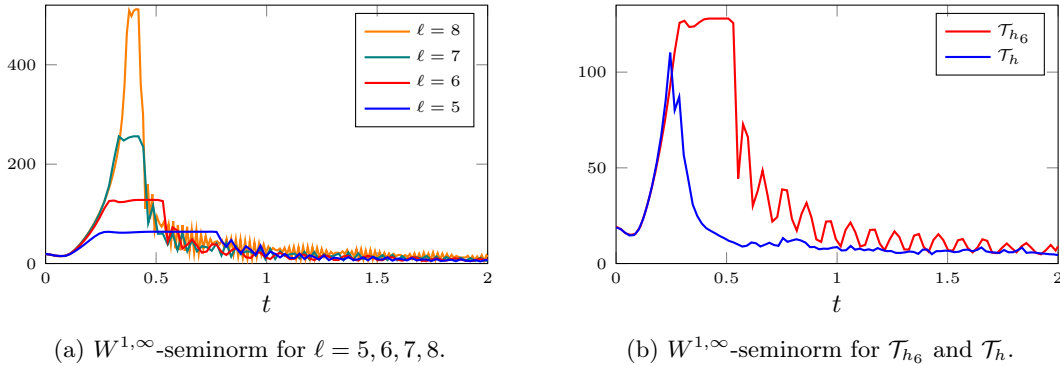 400
200
0
0
0.5
1
1.5
2
t
ℓ = 8
ℓ = 7
ℓ = 6
ℓ = 5
(a) W^{1,∞}-seminorm for ℓ = 5, 6, 7, 8.
100
50
0
0
0.5
1
1.5
2
t
𝒯_{h_6}
𝒯_h
(b) W^{1,∞}-seminorm for 𝒯_{h_6} and 𝒯_h.